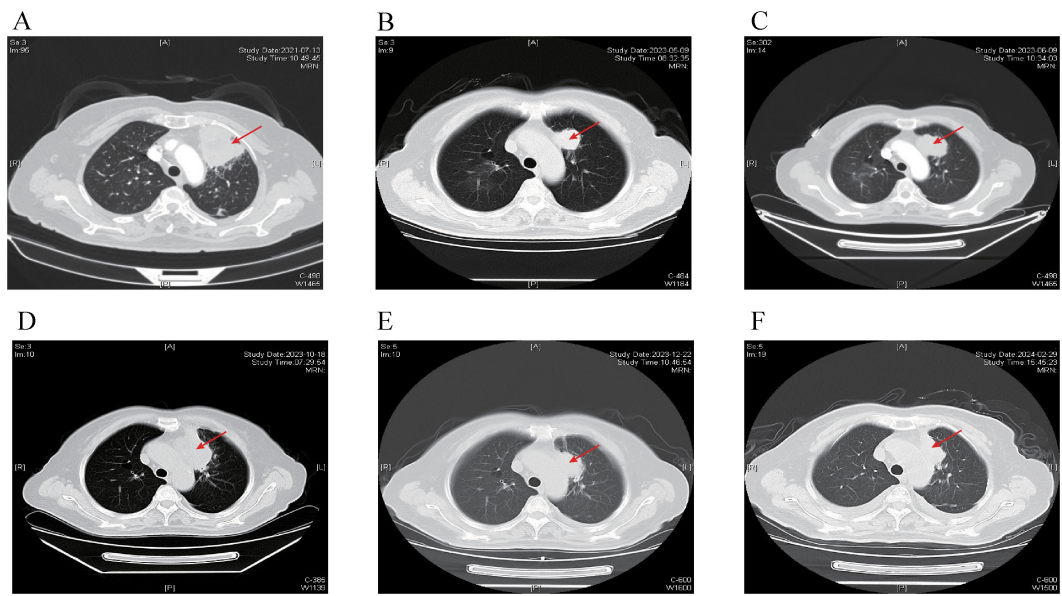 A
Se:3
Im:95
[A]
Study Date:2021-07-13
Study Time:10:49:45
MRN:
[R]
[L]
C-498
W1465
[P]
B
Se:3
Im:9
[A]
Study Date:2023-05-09
Study Time:08:32:35
MRN:
[R]
[L]
C-484
W1184
[P]
C
Se:302
Im:14
[A]
Study Date:2023-06-09
Study Time:10:34:03
MRN:
[R]
[L]
C-498
W1465
[P]
D
Se:3
Im:10
[A]
Study Date:2023-10-18
Study Time:07:29:54
MRN:
[R]
[L]
C-385
W1139
[P]
E
Se:5
Im:10
[A]
Study Date:2023-12-22
Study Time:10:46:54
MRN:
[R]
[L]
C-600
W1600
[P]
F
Se:5
Im:19
[A]
Study Date:2024-02-29
Study Time:15:45:23
MRN:
[R]
[L]
C-600
W1500
[P]